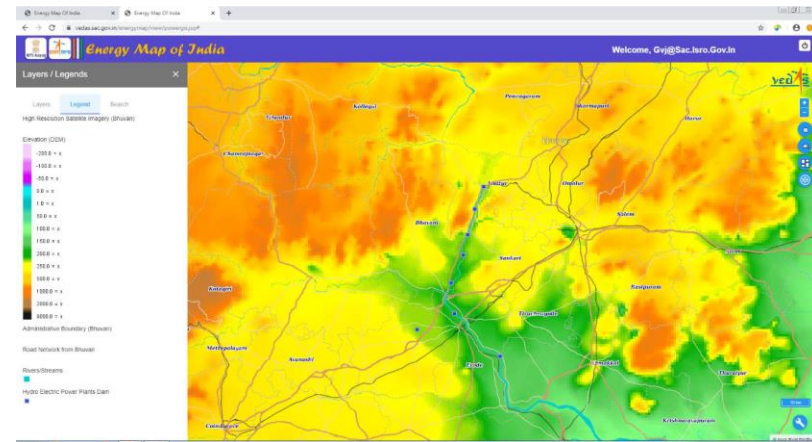 Energy Map Of India
Energy Map Of India
vedas.sac.gov.in/energymap/view/powergis.jsp#
Energy Map of India
Welcome, Gvj@Sac.Isro.Gov.In
Layers / Legends
Layers Legend Search
High Resolution Satellite Imagery (Bhuvan)
Elevation (DEM)
-200.0 < x
-100.0 < x
-50.0 < x
0.0 < x
1.0 < x
50.0 < x
100.0 < x
150.0 < x
200.0 < x
250.0 < x
500.0 < x
1000.0 < x
2000.0 < x
8000.0 < x
Administrative Boundary (Bhuvan)
Road Network from Bhuvan
Rivers/Streams
Hydro Electric Power Plants Dam
Pennagaram
Kollegal
Dharmapuri
Harur
Chamrajnagar
Mettur
Omalur
Bhavani
Salem
Sankari
Kotagiri
Rasipuram
Tiruchengode
Mettupalayam
Erode
Namakkal
Coimbatore
Krishnarayapuram